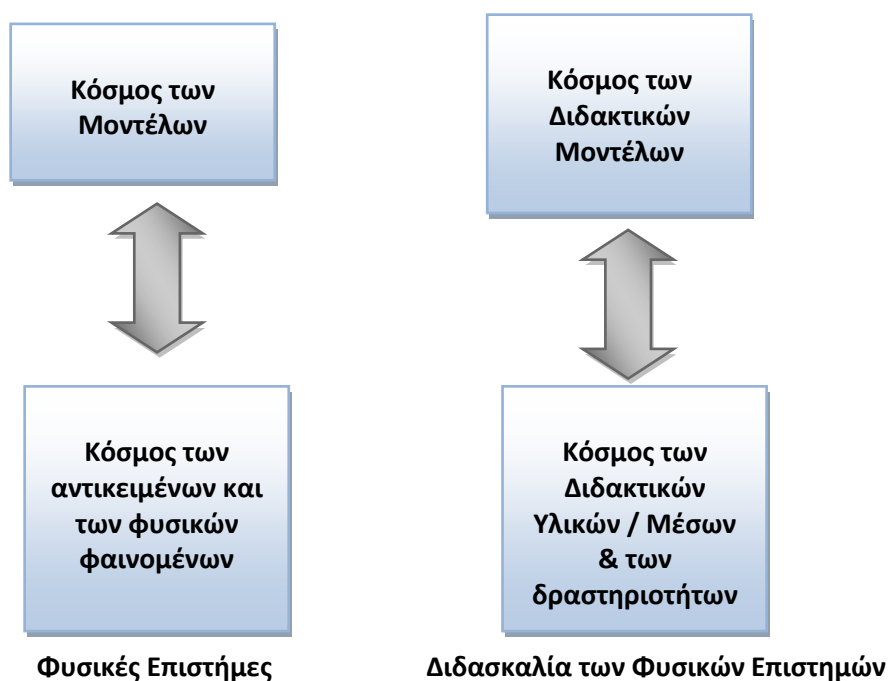 Κόσμος των
Μοντέλων
Κόσμος των
Διδακτικών
Μοντέλων
Κόσμος των
αντικειμένων και
των φυσικών
φαινομένων
Κόσμος των
Διδακτικών
Υλικών / Μέσων
& των
δραστηριοτήτων
Φυσικές Επιστήμες
Διδασκαλία των Φυσικών Επιστημών